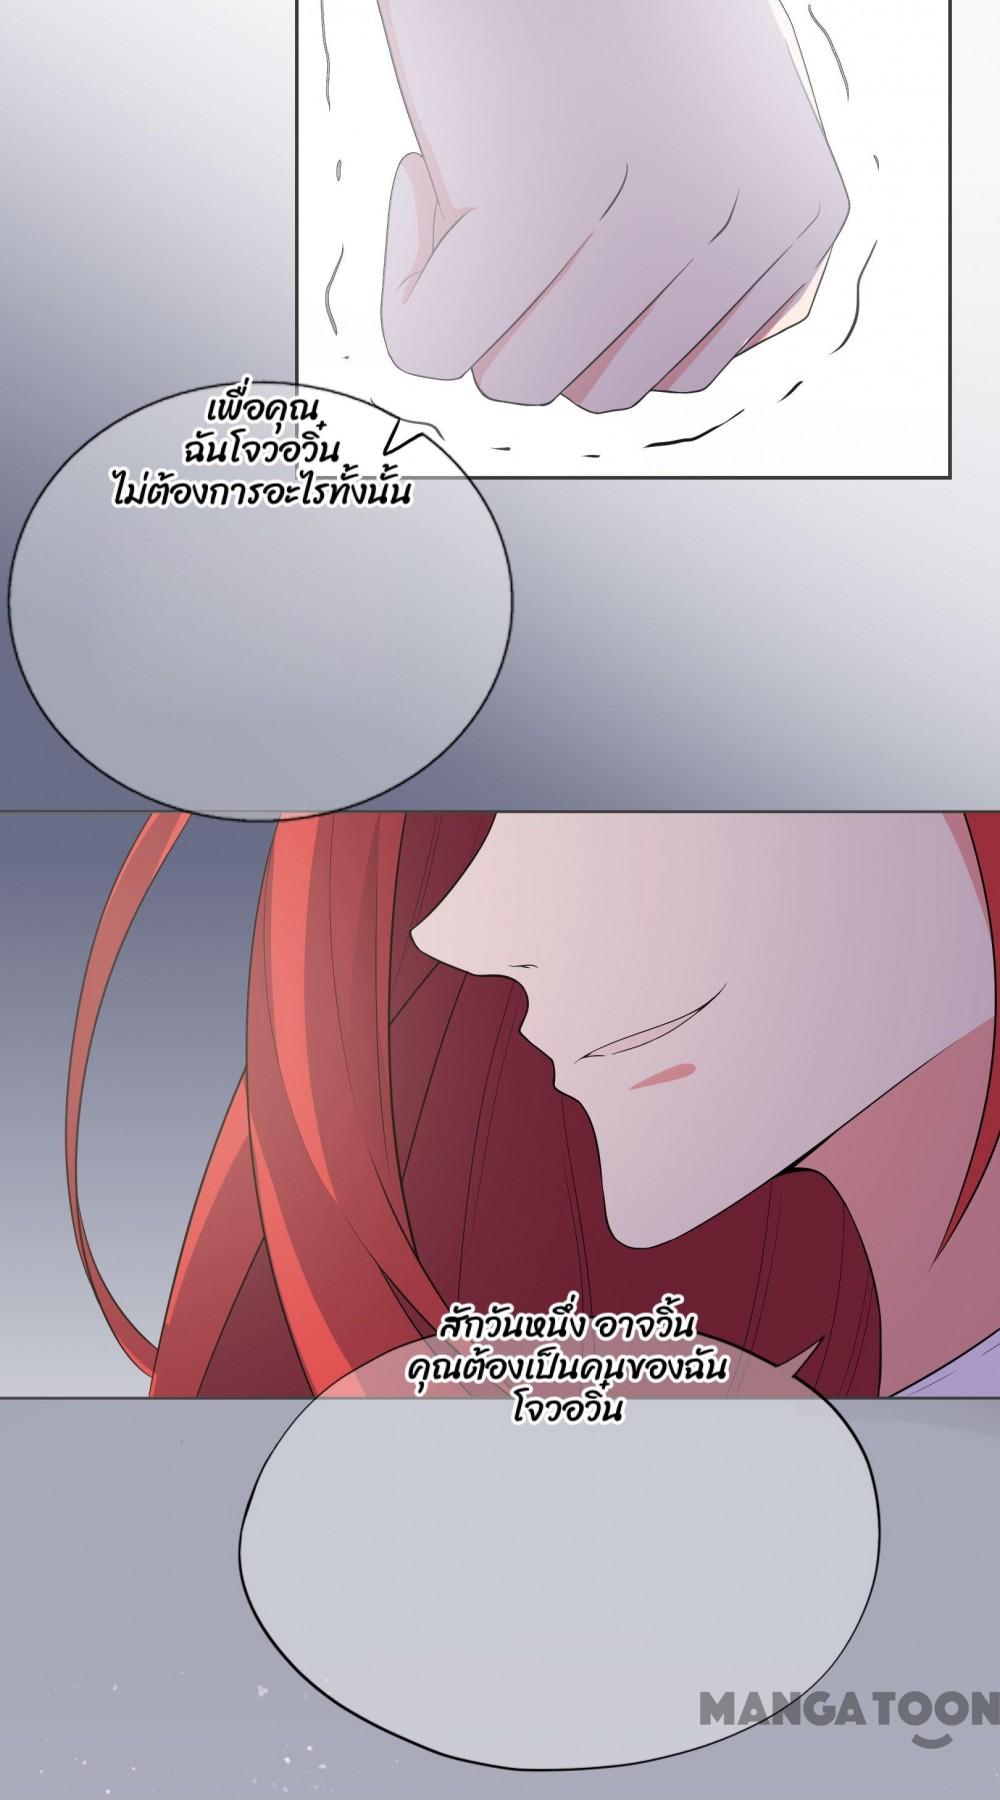 เพื่อคุณ
ฉันโจวอวิ๋น
ไม่ต้องการอะไรทั้งนั้น
สักวันหนึ่ง อาจวิ้น
คุณต้องเป็นคนของฉัน
โจวอวิ๋น
MANGATOON